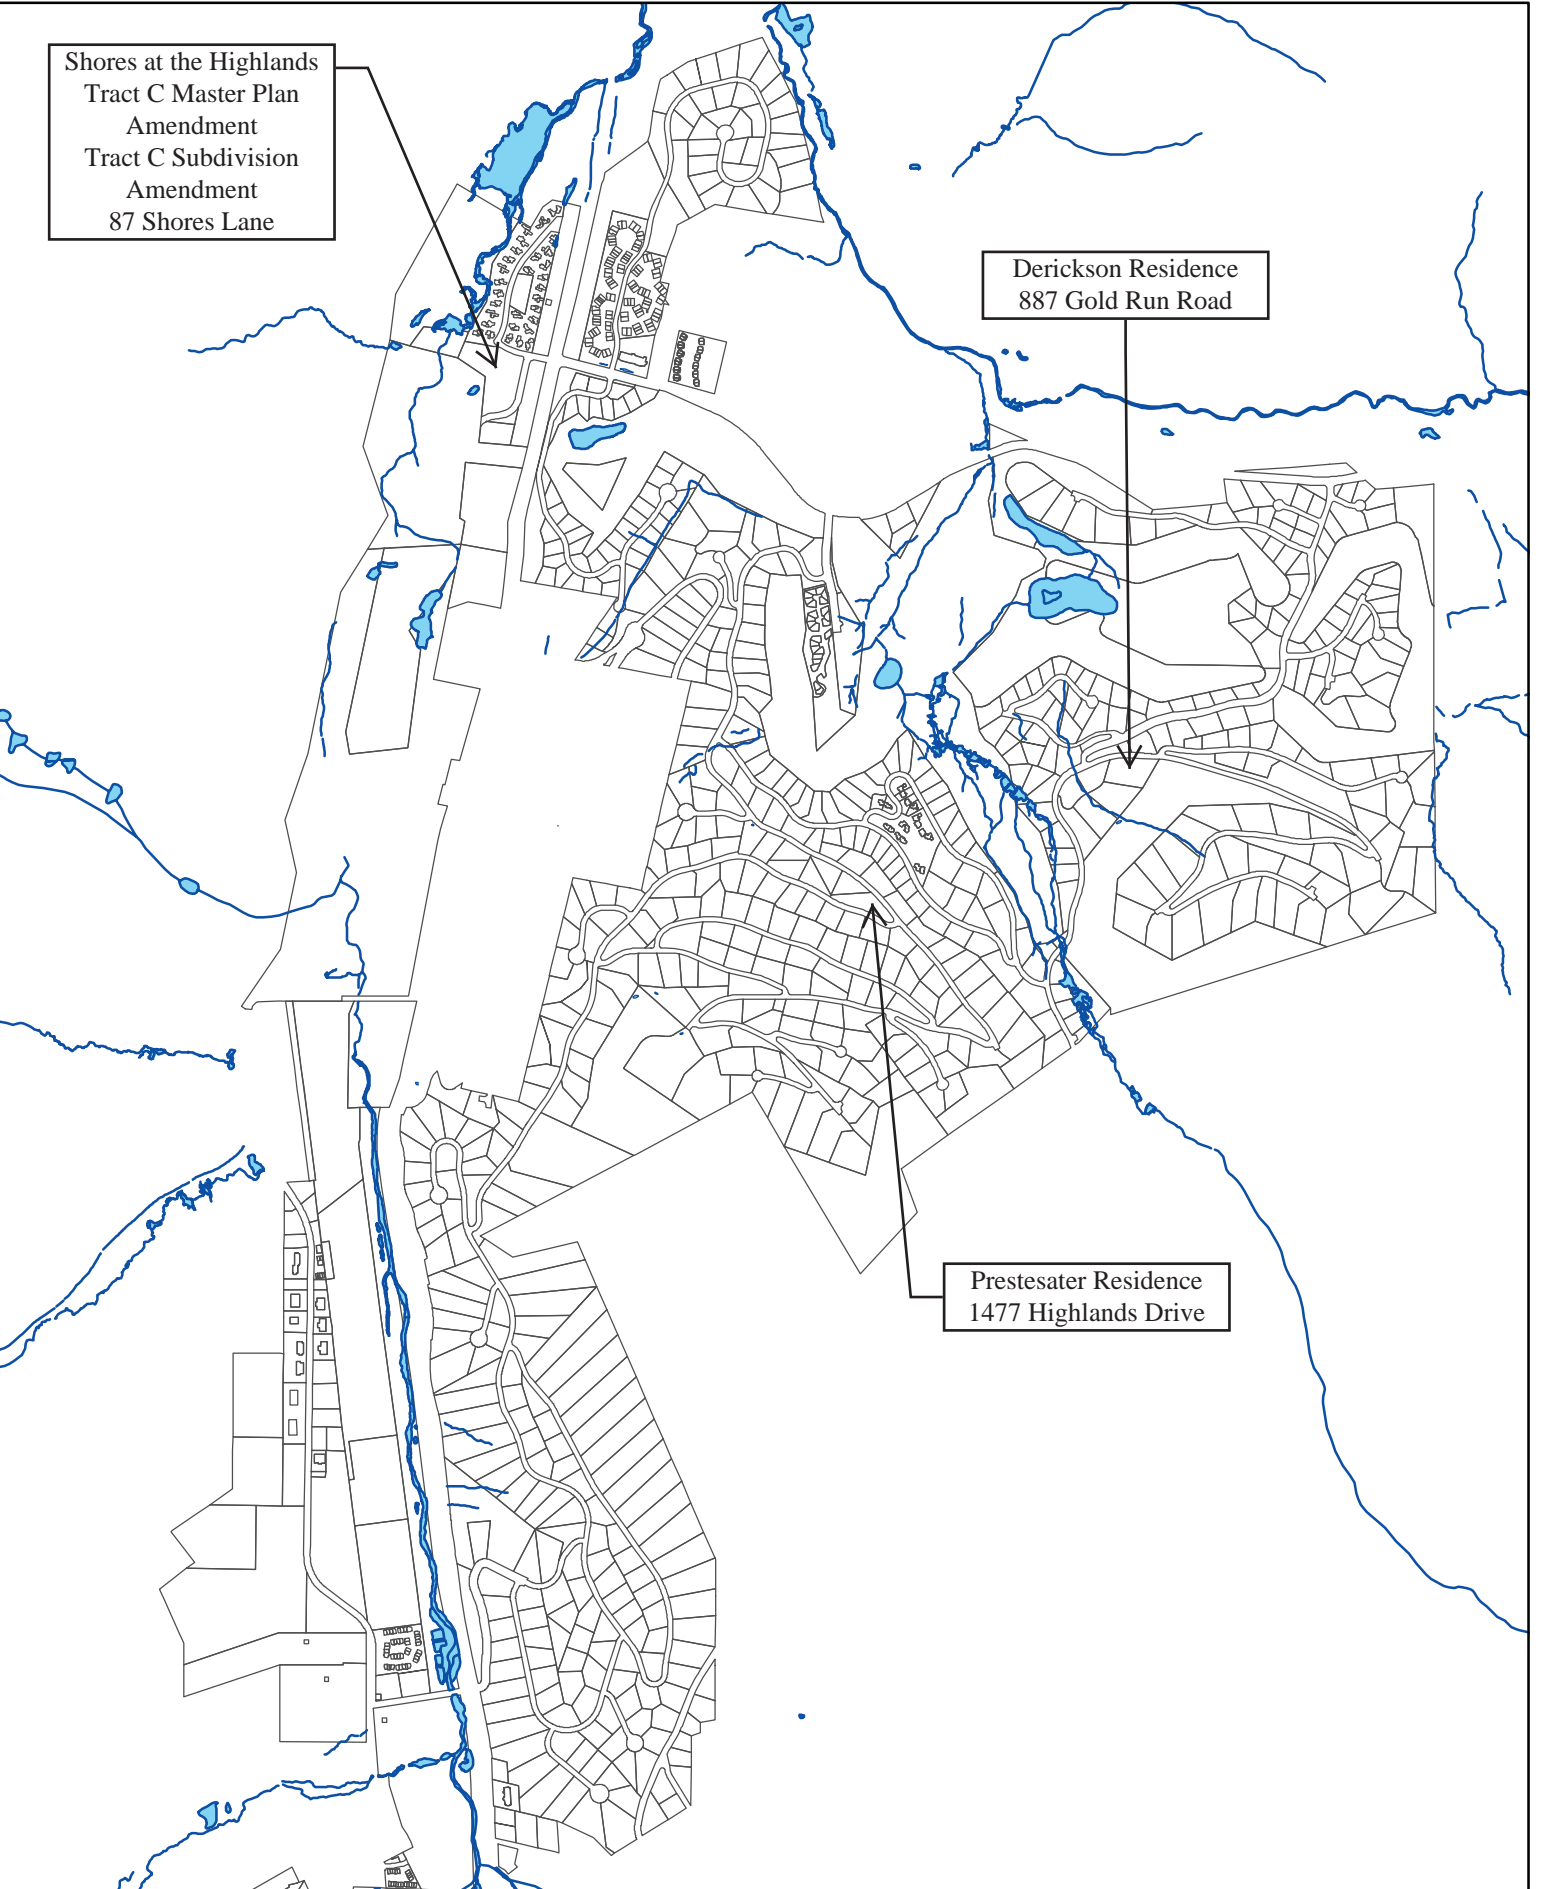 Shores at the Highlands
Tract C Master Plan
Amendment
Tract C Subdivision
Amendment
87 Shores Lane
Derickson Residence
887 Gold Run Road
Prestesater Residence
1477 Highlands Drive